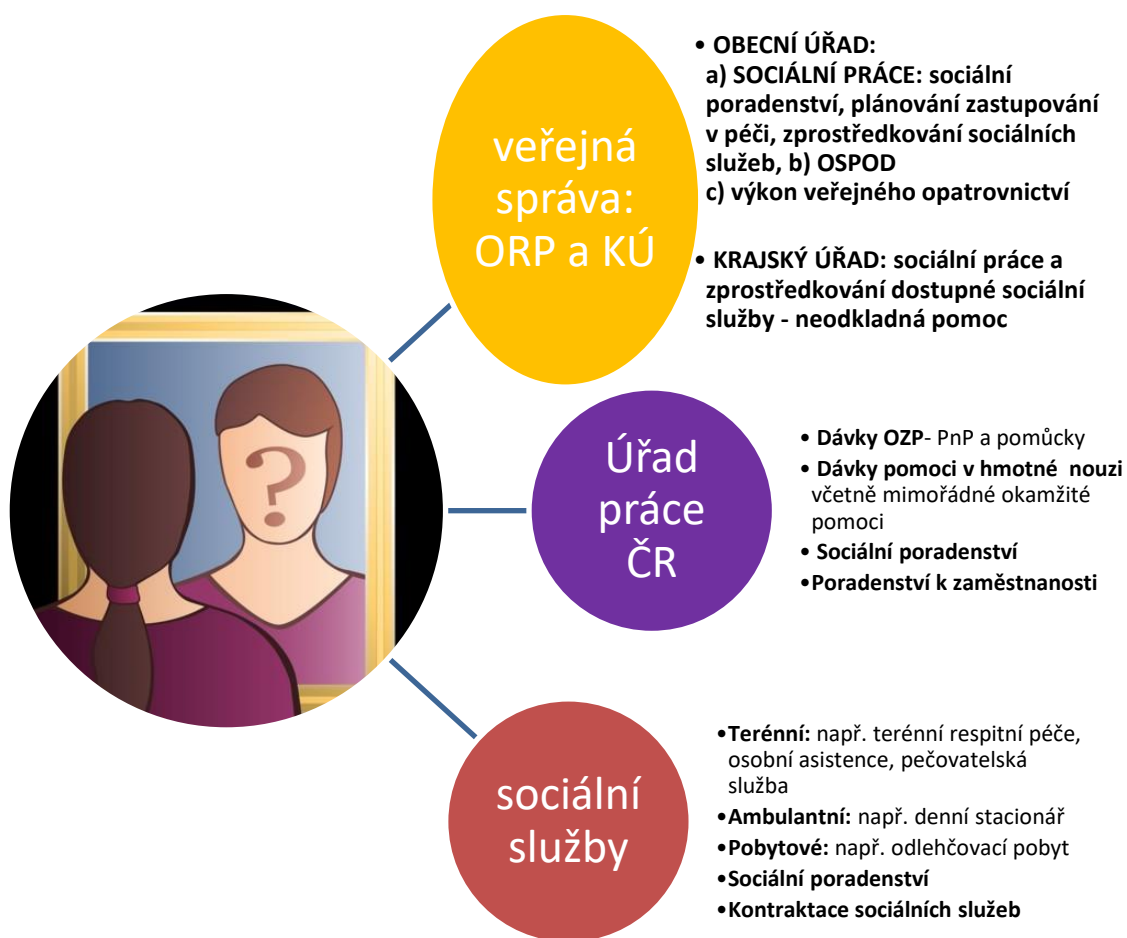 veřejná
správa:
ORP a KÚ
• OBECNÍ ÚŘAD:
a) SOCIÁLNÍ PRÁCE: sociální
poradenství, plánování zastupování
v péči, zprostředkování sociálních
služeb, b) OSPOD
c) výkon veřejného opatrovnictví
• KRAJSKÝ ÚŘAD: sociální práce a
zprostředkování dostupné sociální
služby - neodkladná pomoc
?
Úřad
práce
ČR
• Dávky OZP- PnP a pomůcky
• Dávky pomoci v hmotné nouzi
včetně mimořádné okamžité
pomoci
• Sociální poradenství
• Poradenství k zaměstnanosti
sociální
služby
•Terénní: např. terénní respitní péče,
osobní asistence, pečovatelská
služba
•Ambulantní: např. denní stacionář
•Pobytové: např. odlehčovací pobyt
•Sociální poradenství
•Kontraktace sociálních služeb